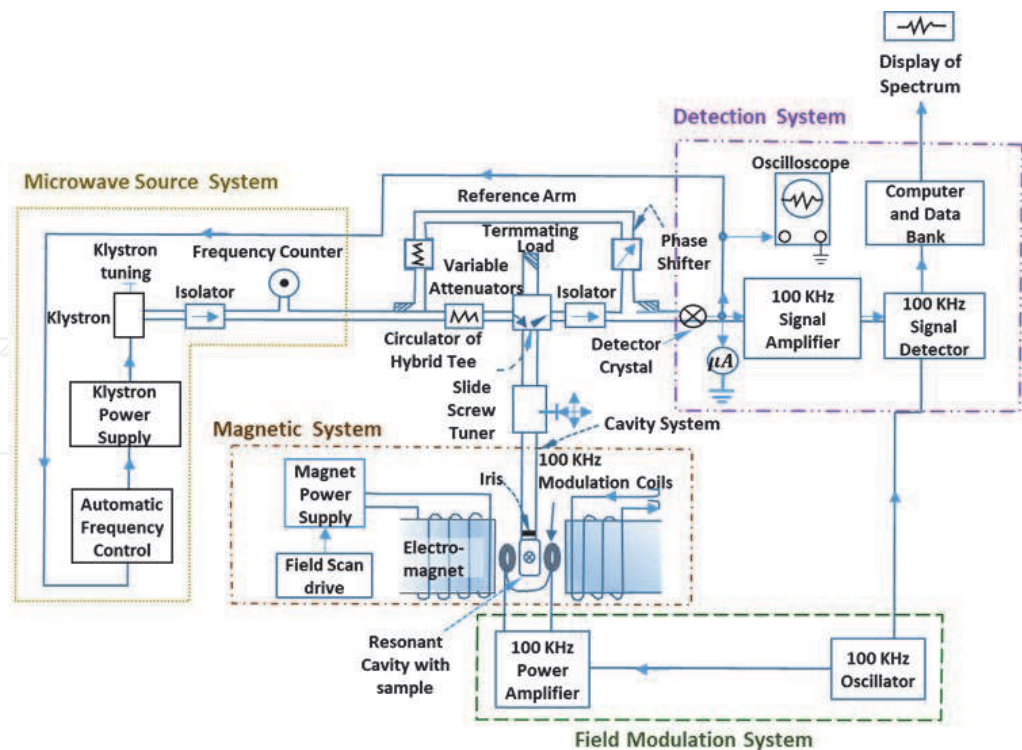 Display of
Spectrum
Detection System
Oscilloscope
Microwave Source System
Reference Arm
Computer
and Data
Bank
Klystron
tuning
Frequency Counter
Termmating
Load
Phase
Shifter
Variable
Attenuators
Isolator
Isolator
Klystron
100 KHz
Signal
Amplifier
100 KHz
Signal
Detector
Circulator of
Hybrid Tee
Detector
Crystal
μA
Klystron
Power
Supply
Slide
Screw
Tuner
Cavity System
Magnetic System
100 KHz
Modulation Coils
Iris
Magnet
Power
Supply
Automatic
Frequency
Control
Electro-
magnet
Field Scan
drive
Resonant
Cavity with
sample
100 KHz
Power
Amplifier
100 KHz
Oscillator
Field Modulation System